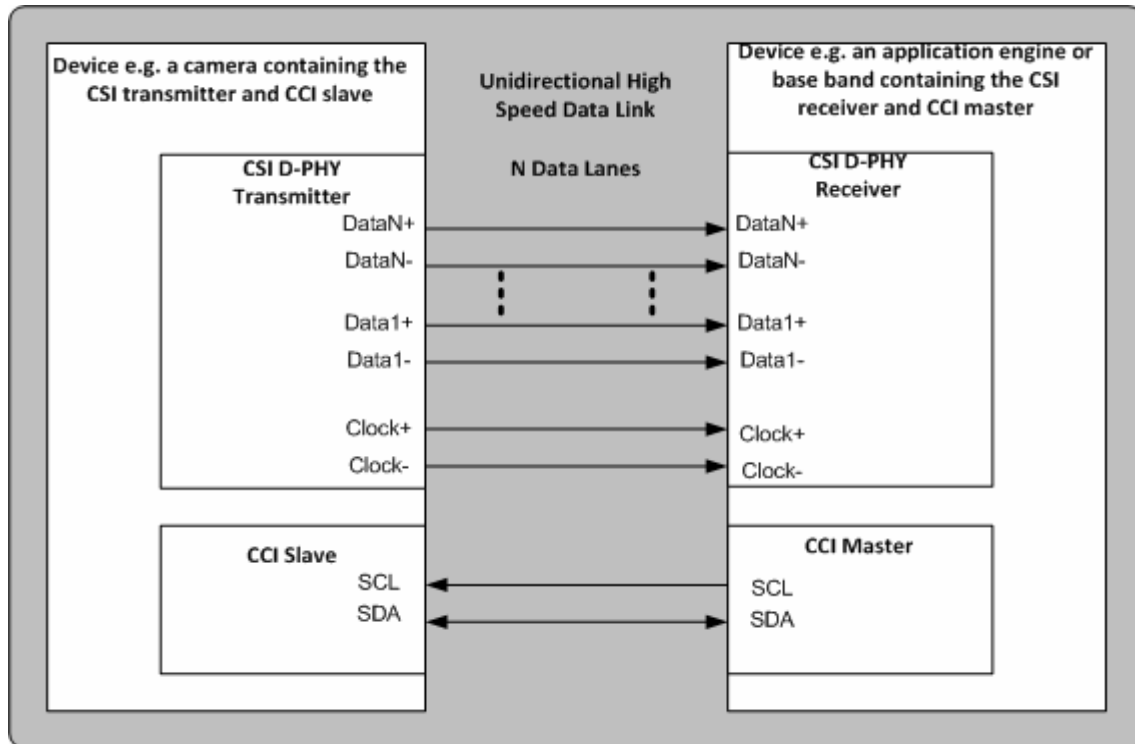 Device e.g. a camera containing the
CSI transmitter and CCI slave
Unidirectional High
Speed Data Link
N Data Lanes
Device e.g. an application engine or
base band containing the CSI
receiver and CCI master
CSI D-PHY
Transmitter
DataN+
DataN-
Data1+
Data1-
Clock+
Clock-
CSI D-PHY
Receiver
DataN+
DataN-
Data1+
Data1-
Clock+
Clock-
CCI Slave
SCL
SDA
CCI Master
SCL
SDA